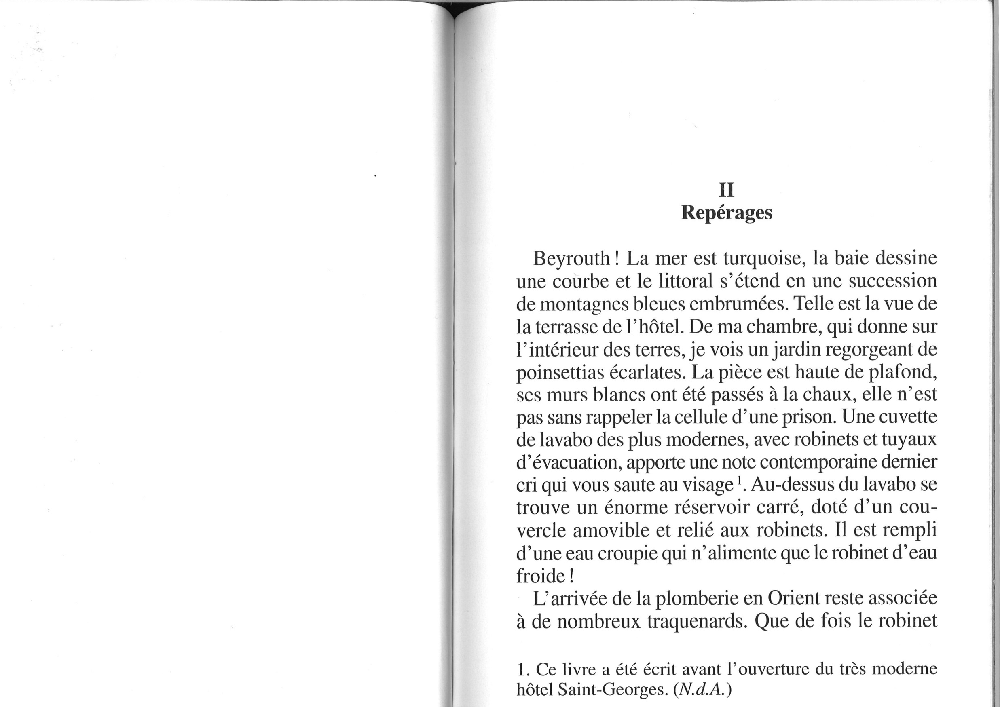 II
Repérages
Beyrouth ! La mer est turquoise, la baie dessine
une courbe et le littoral s’étend en une succession
de montagnes bleues embrumées. Telle est la vue de
la terrasse de l’hôtel. De ma chambre, qui donne sur
l’intérieur des terres, je vois un jardin regorgeant de
poinsettias écarlates. La pièce est haute de plafond,
ses murs blancs ont été passés à la chaux, elle n’est
pas sans rappeler la cellule d’une prison. Une cuvette
de lavabo des plus modernes, avec robinets et tuyaux
d’évacuation, apporte une note contemporaine dernier
cri qui vous saute au visage ¹. Au-dessus du lavabo se
trouve un énorme réservoir carré, doté d’un cou-
vercle amovible et relié aux robinets. Il est rempli
d’une eau croupie qui n’alimente que le robinet d’eau
froide !
L’arrivée de la plomberie en Orient reste associée
à de nombreux traquenards. Que de fois le robinet
1. Ce livre a été écrit avant l’ouverture du très moderne
hôtel Saint-Georges. (N.d.A.)